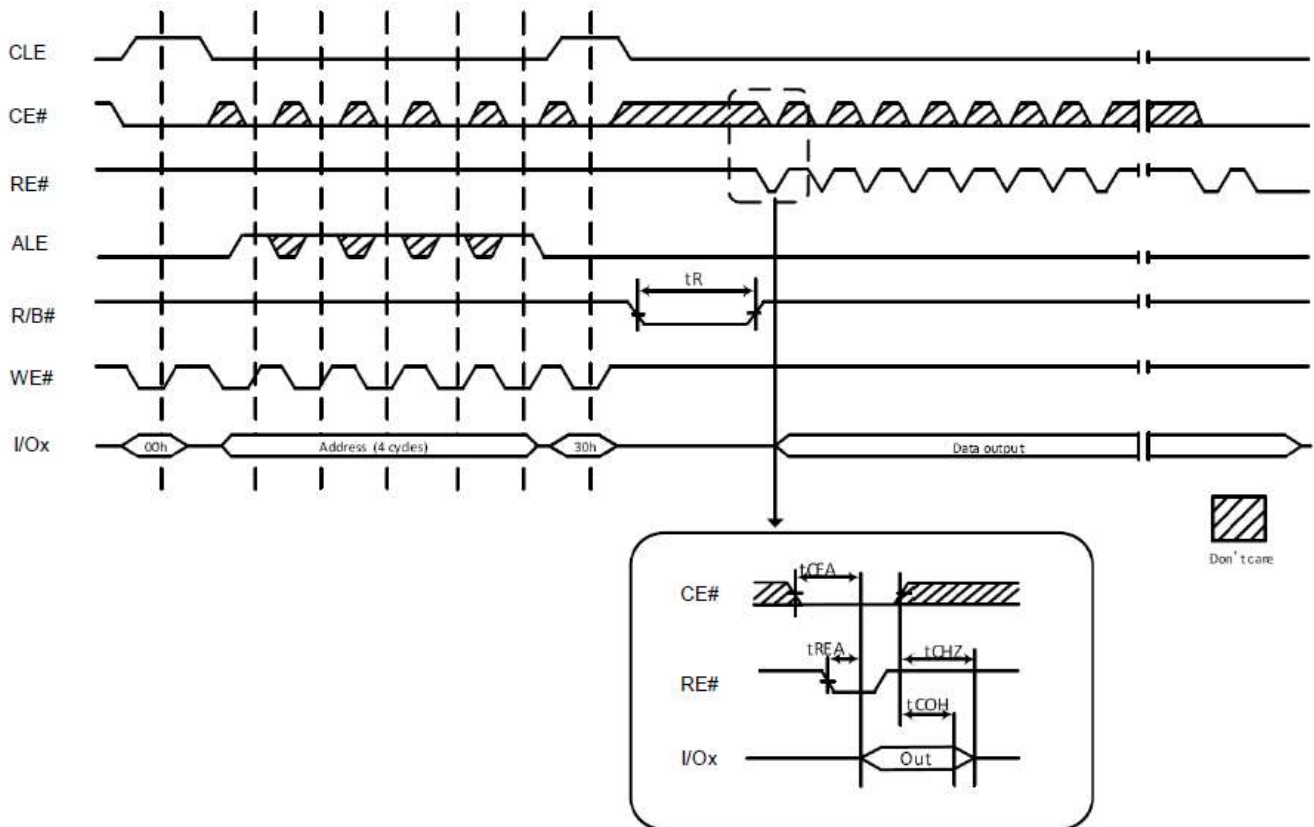 CLE
CE#
RE#
ALE
tR
R/B#
WE#
I/Ox
00h
Address (4 cycles)
30h
Data output
Don'tcare
tCEA
CE#
tREA
tCHZ
RE#
tCOH
I/Ox
Out